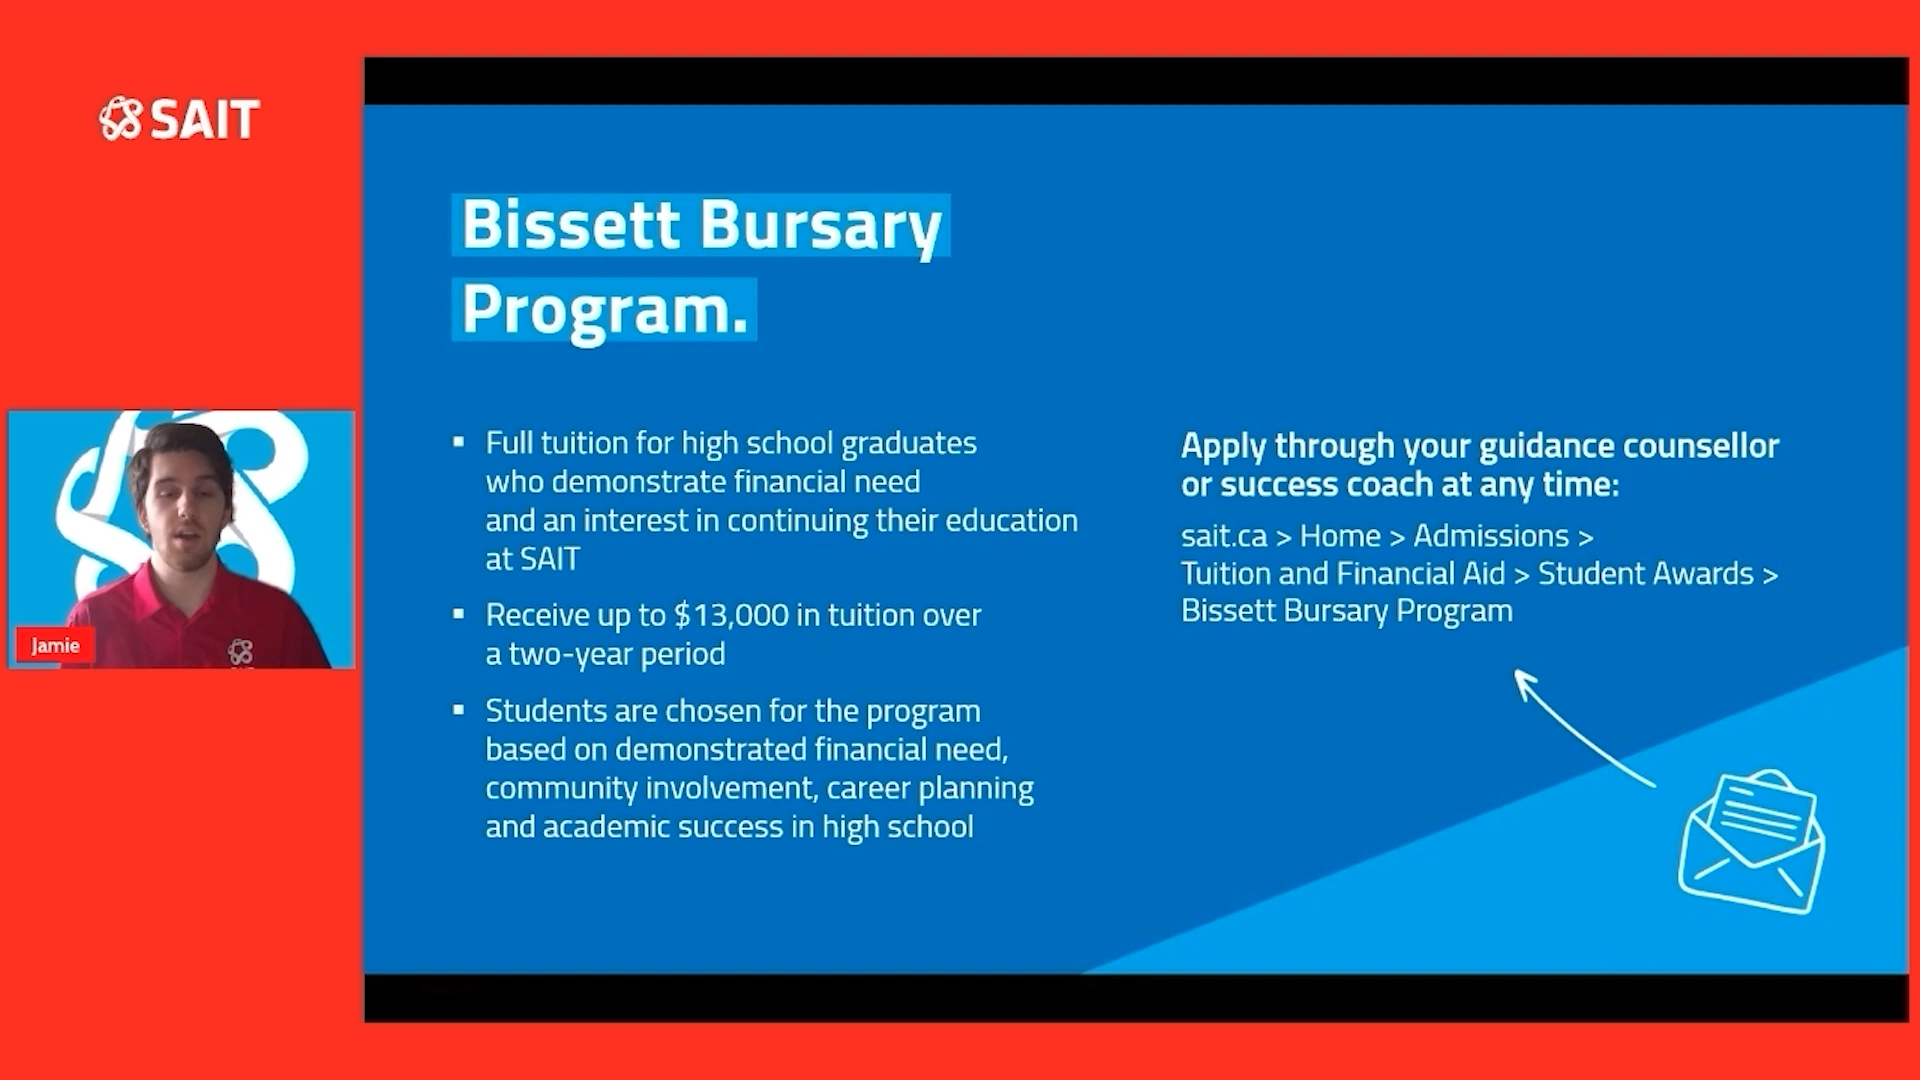 SAIT
Bissett Bursary
Program.
Full tuition for high school graduates
who demonstrate financial need
and an interest in continuing their education
at SAIT
Receive up to $13,000 in tuition over
a two-year period
Students are chosen for the program
based on demonstrated financial need,
community involvement, career planning
and academic success in high school
Apply through your guidance counsellor
or success coach at any time:
sait.ca > Home > Admissions >
Tuition and Financial Aid > Student Awards >
Bissett Bursary Program
Jamie